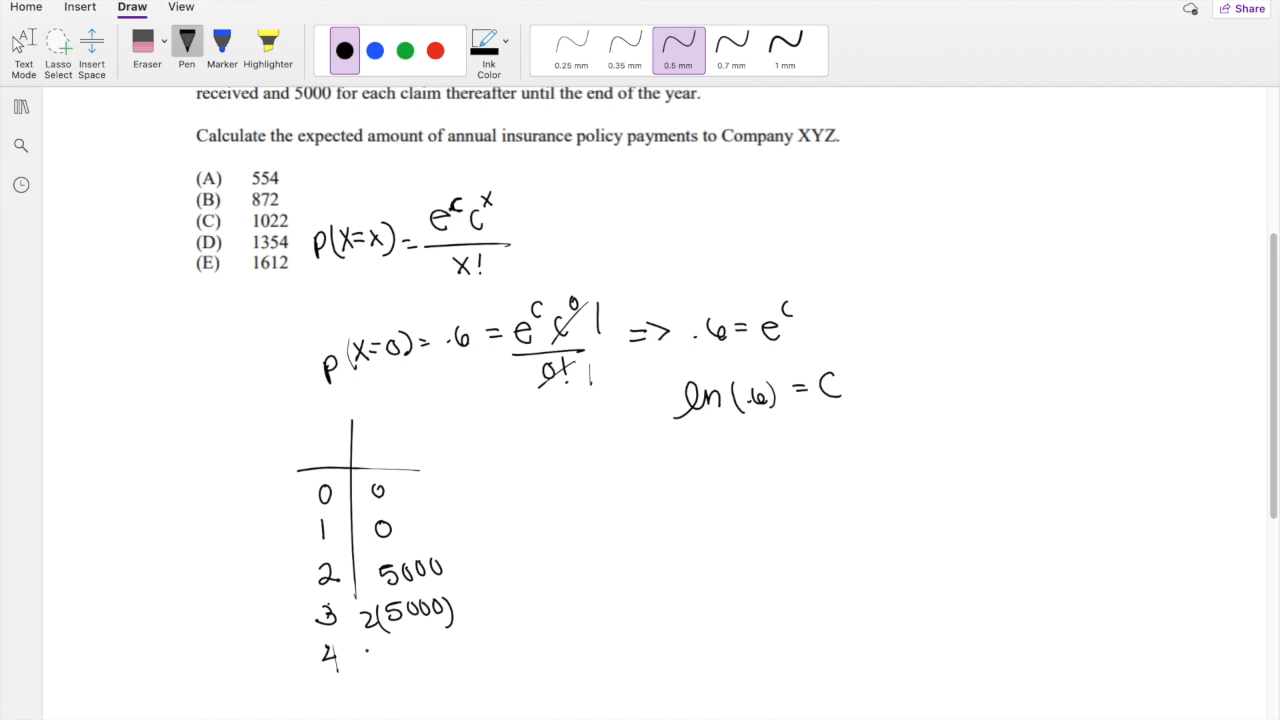 Home Insert Draw View
Share
Text Mode
Lasso Select
Insert Space
Eraser
Pen
Marker
Highlighter
Ink Color
0.25 mm
0.35 mm
0.5 mm
0.7 mm
1 mm
received and 5000 for each claim thereafter until the end of the year.
Calculate the expected amount of annual insurance policy payments to Company XYZ.
(A) 554
(B) 872
(C) 1022
(D) 1354
(E) 1612
P(X=x) = e^c c^x / x!
P(X=0) = .6 = e^c c^0 1 / 0! 1 => .6 = e^c
ln(.6) = C
0 0
1 0
2 5000
3 2(5000)
4